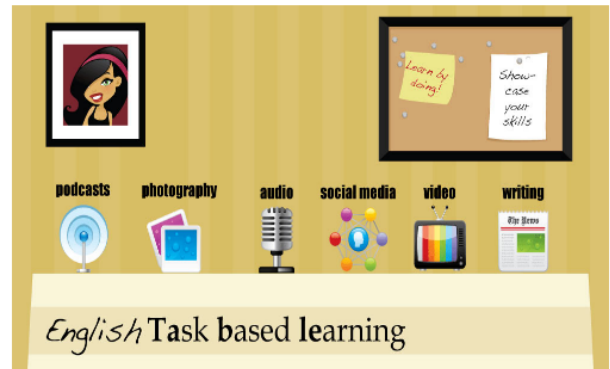 Learn by
doing!
Show-
case
your
skills
podcasts photography audio social media video writing
The News
English Task based learning